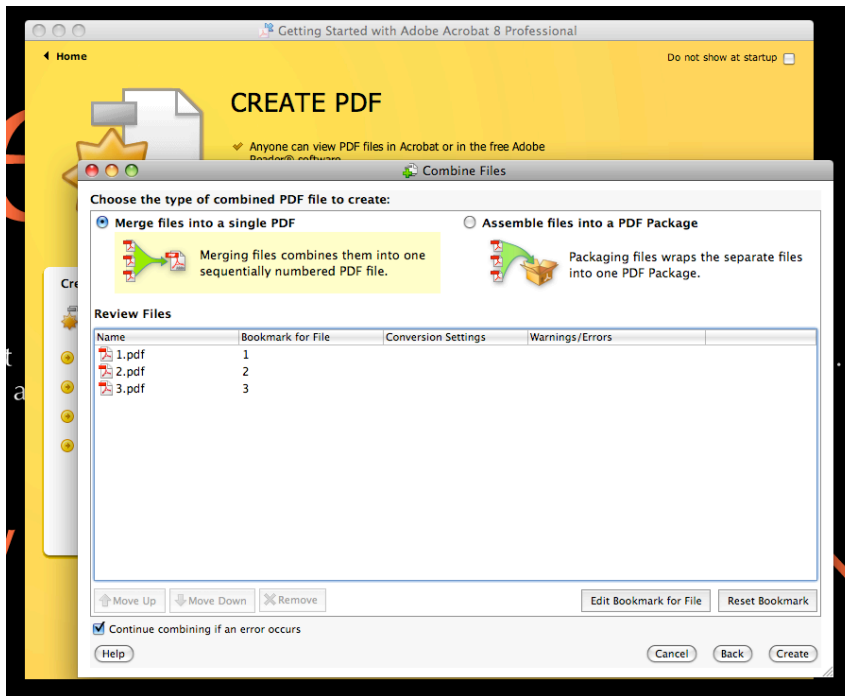 Getting Started with Adobe Acrobat 8 Professional
Home
Do not show at startup
CREATE PDF
Anyone can view PDF files in Acrobat or in the free Adobe
Reader® software
Combine Files
Choose the type of combined PDF file to create:
Merge files into a single PDF
Merging files combines them into one
sequentially numbered PDF file.
Assemble files into a PDF Package
Packaging files wraps the separate files
into one PDF Package.
Cre
Review Files
Name Bookmark for File Conversion Settings Warnings/Errors
1.pdf 1
2.pdf 2
3.pdf 3
t
a
Move Up Move Down Remove Edit Bookmark for File Reset Bookmark
Continue combining if an error occurs
Help Cancel Back Create